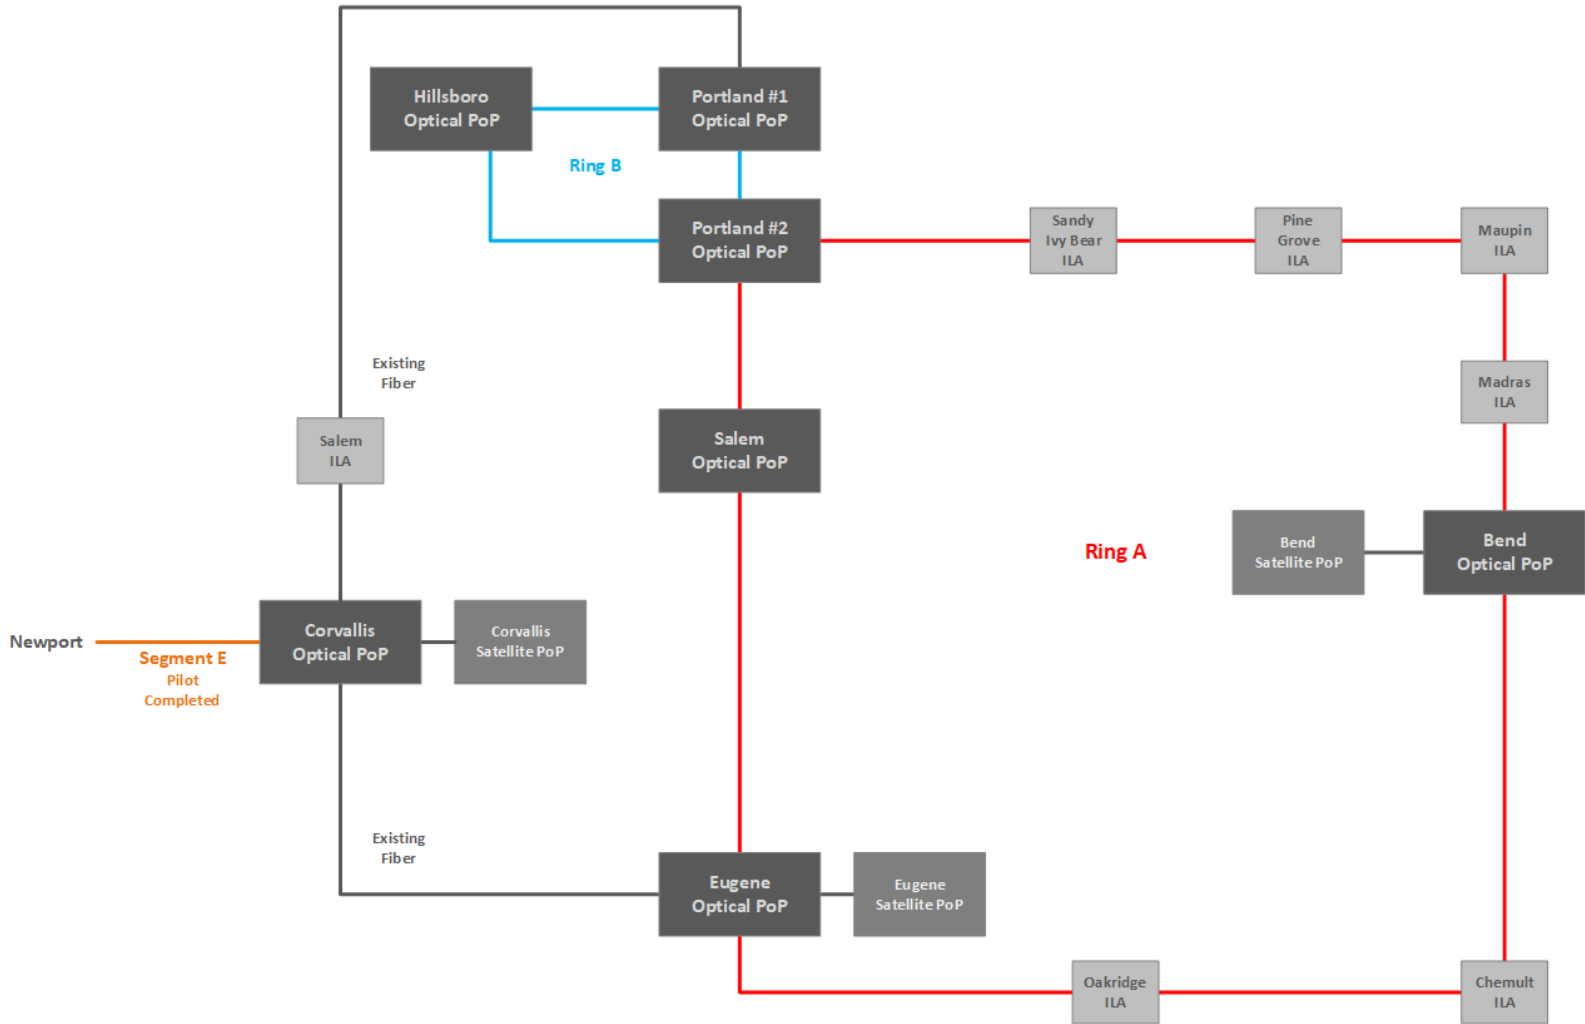 Hillsboro
Optical PoP
Portland #1
Optical PoP
Ring B
Portland #2
Optical PoP
Sandy
Ivy Bear
ILA
Pine
Grove
ILA
Maupin
ILA
Existing
Fiber
Madras
ILA
Salem
ILA
Salem
Optical PoP
Ring A
Bend
Satellite PoP
Bend
Optical PoP
Newport
Segment E
Pilot
Completed
Corvallis
Optical PoP
Corvallis
Satellite PoP
Existing
Fiber
Eugene
Optical PoP
Eugene
Satellite PoP
Oakridge
ILA
Chemult
ILA